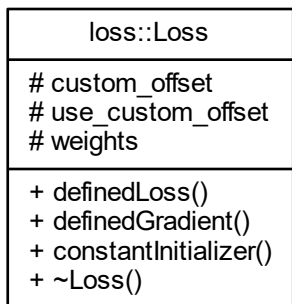 loss::Loss
# custom_offset
# use_custom_offset
# weights
+ definedLoss()
+ definedGradient()
+ constantInitializer()
+ ~Loss()